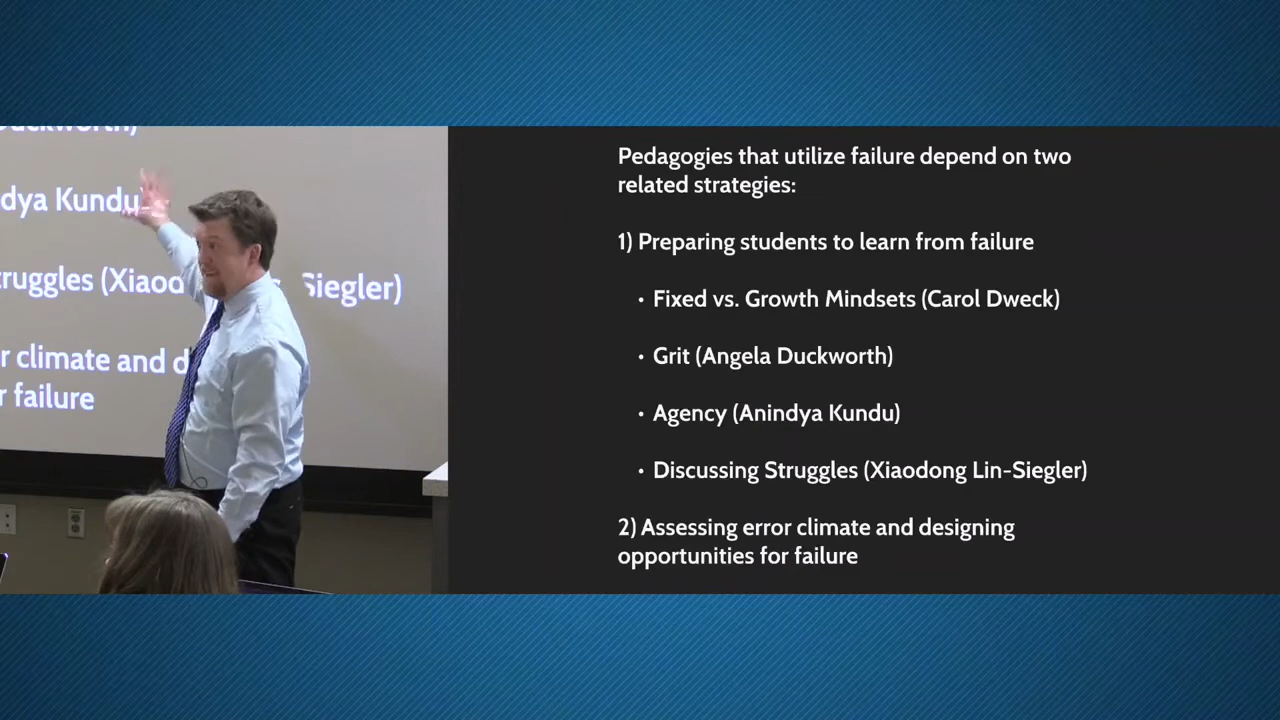 Duckworth)
dya Kundu)
truggles (Xiaod Siegler)
r climate and d
r failure
Pedagogies that utilize failure depend on two
related strategies:
1) Preparing students to learn from failure
• Fixed vs. Growth Mindsets (Carol Dweck)
• Grit (Angela Duckworth)
• Agency (Anindya Kundu)
• Discussing Struggles (Xiaodong Lin-Siegler)
2) Assessing error climate and designing
opportunities for failure